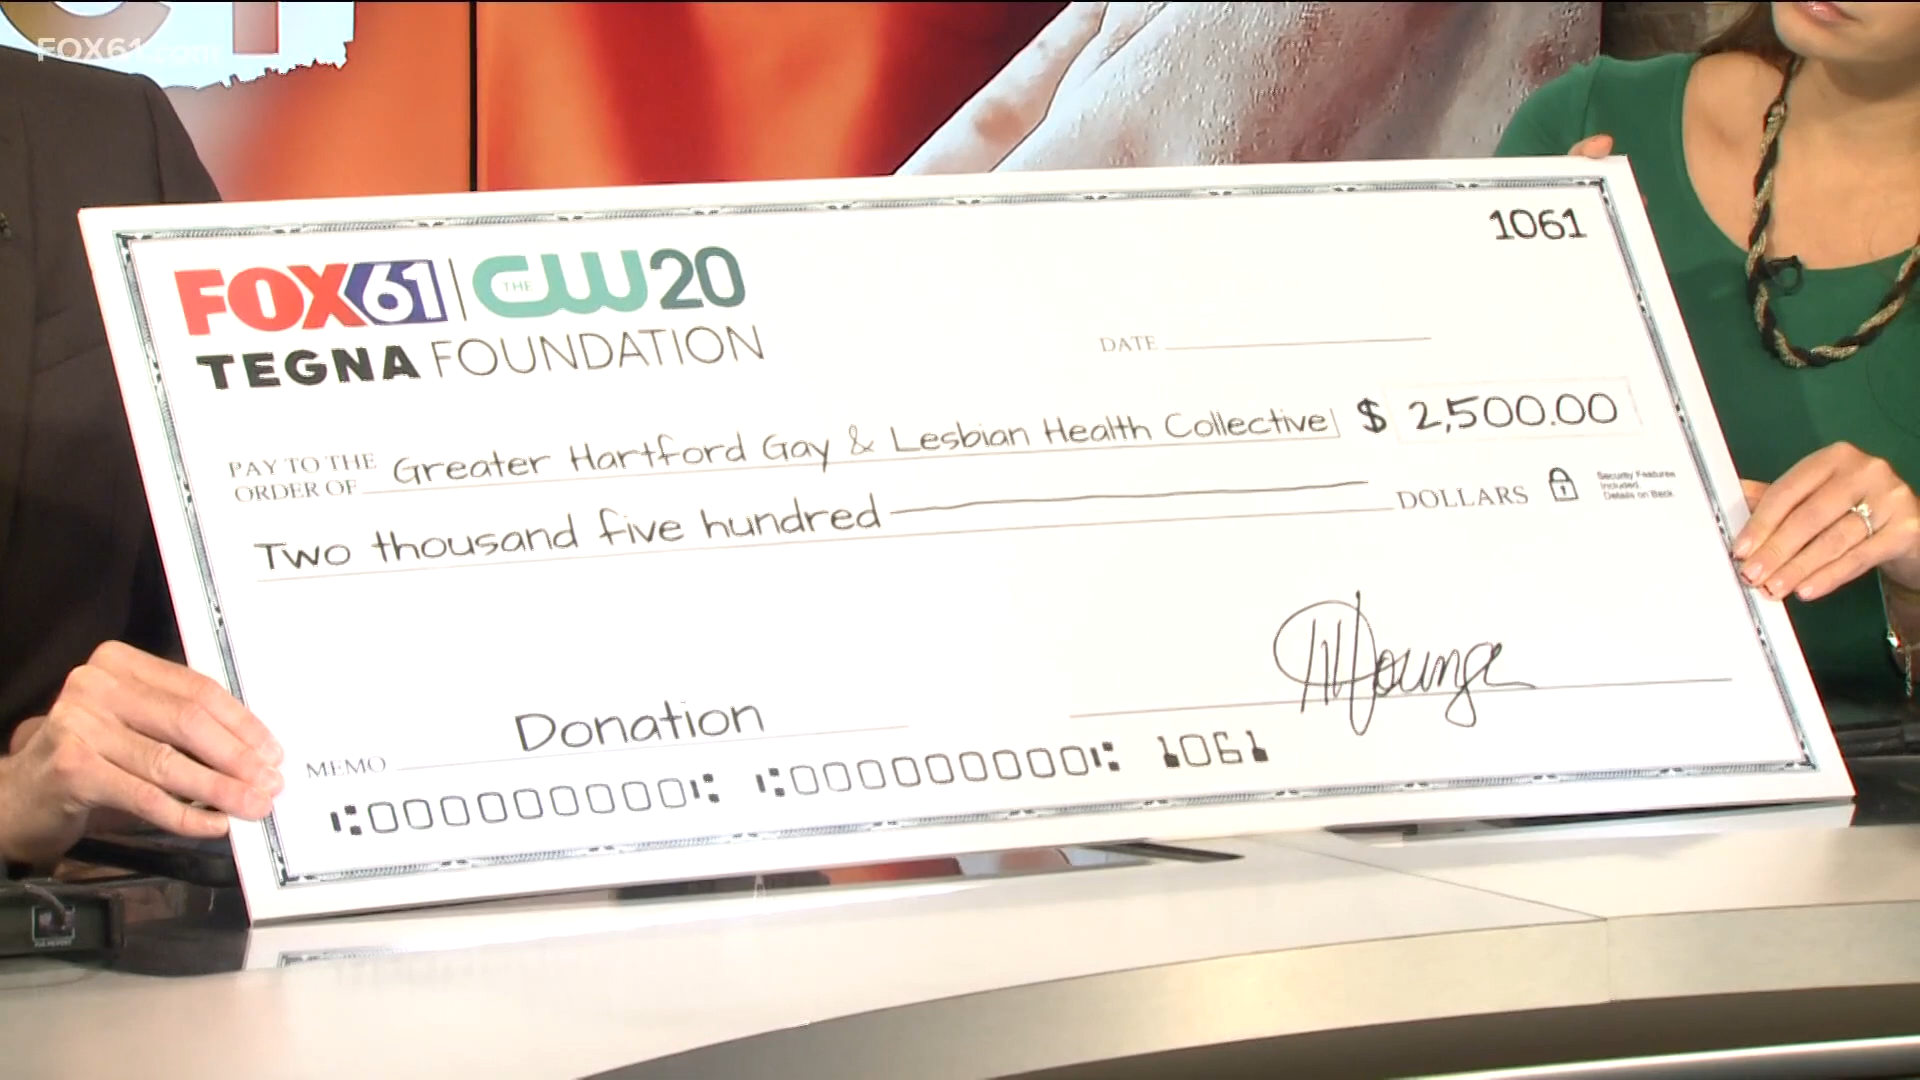 FOX61.com
1061
FOX61 | THE CW 20
TEGNA FOUNDATION
DATE
PAY TO THE ORDER OF Greater Hartford Gay & Lesbian Health Collective $ 2,500.00
Two thousand five hundred DOLLARS
Security Features
Included.
Details on Back.
MEMO Donation
000000000 000000000 1061